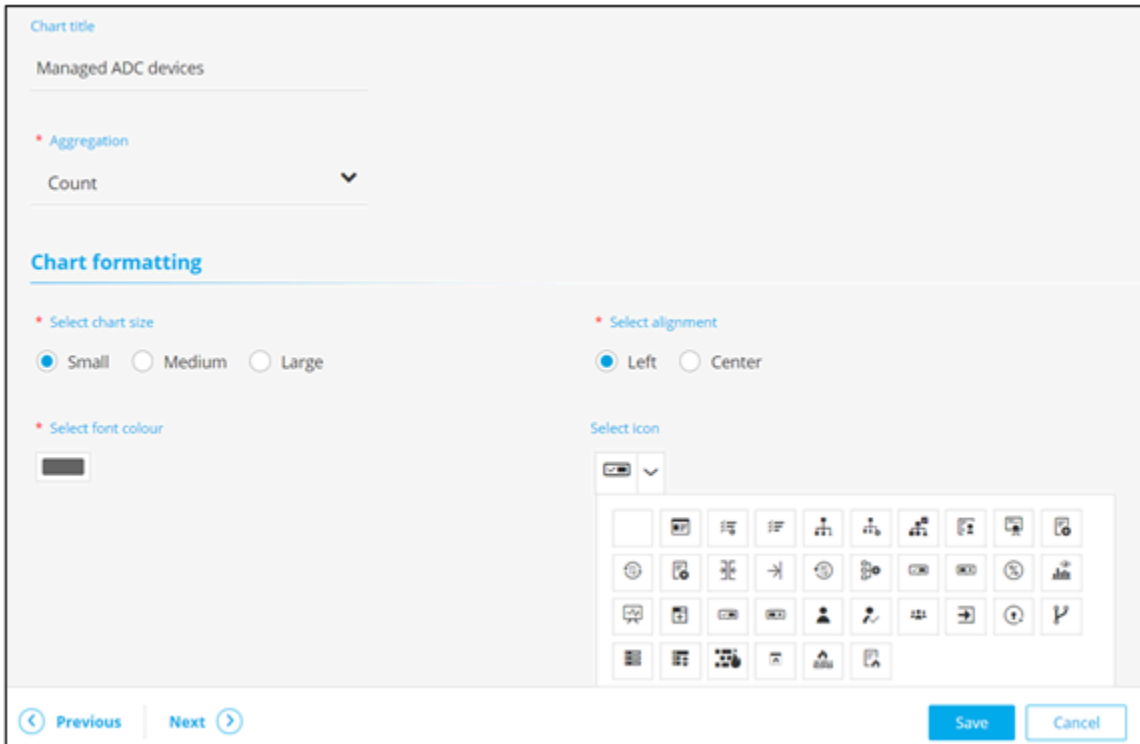 Chart title
Managed ADC devices
* Aggregation
Count
Chart formatting
* Select chart size
Small Medium Large
* Select alignment
Left Center
* Select font colour
Select icon
Previous Next Save Cancel